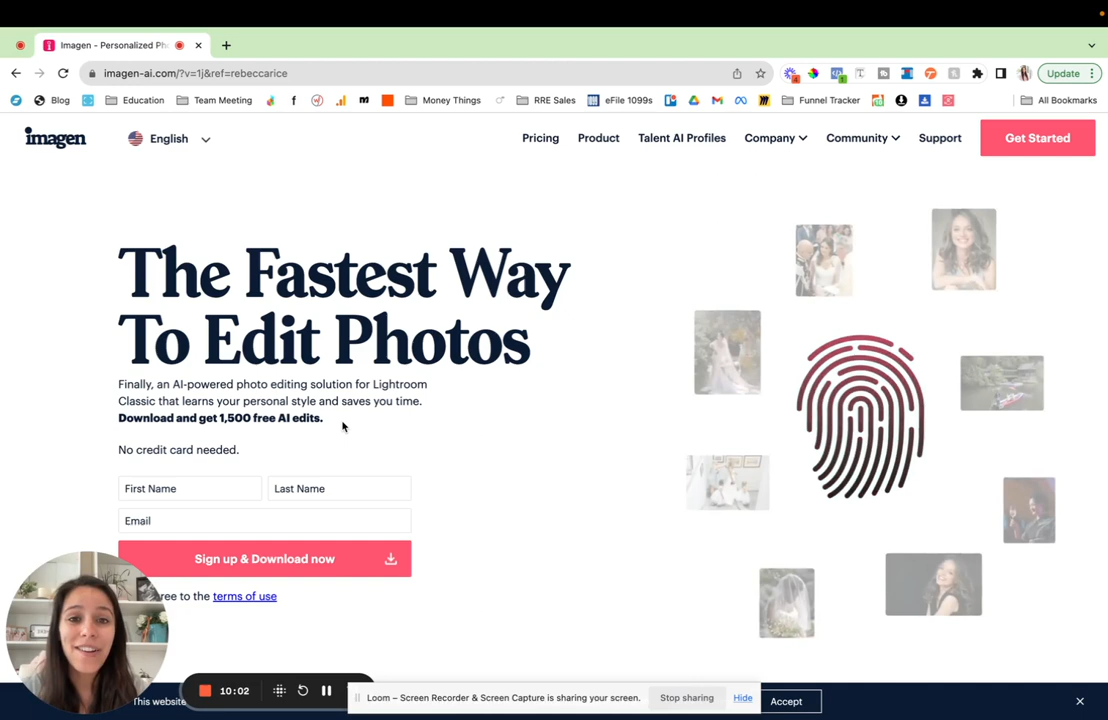 Imagen - Personalized Pho
imagen-ai.com/?v=1j&ref=rebeccarice
Update
Blog
Education
Team Meeting
Money Things
RRE Sales
eFile 1099s
Funnel Tracker
All Bookmarks
imagen
English
Pricing
Product
Talent AI Profiles
Company
Community
Support
Get Started
The Fastest Way
To Edit Photos
Finally, an AI-powered photo editing solution for Lightroom
Classic that learns your personal style and saves you time.
Download and get 1,500 free AI edits.
No credit card needed.
First Name
Last Name
Email
Sign up & Download now
ree to the terms of use
10:02
This website
Loom – Screen Recorder & Screen Capture is sharing your screen.
Stop sharing
Hide
Accept